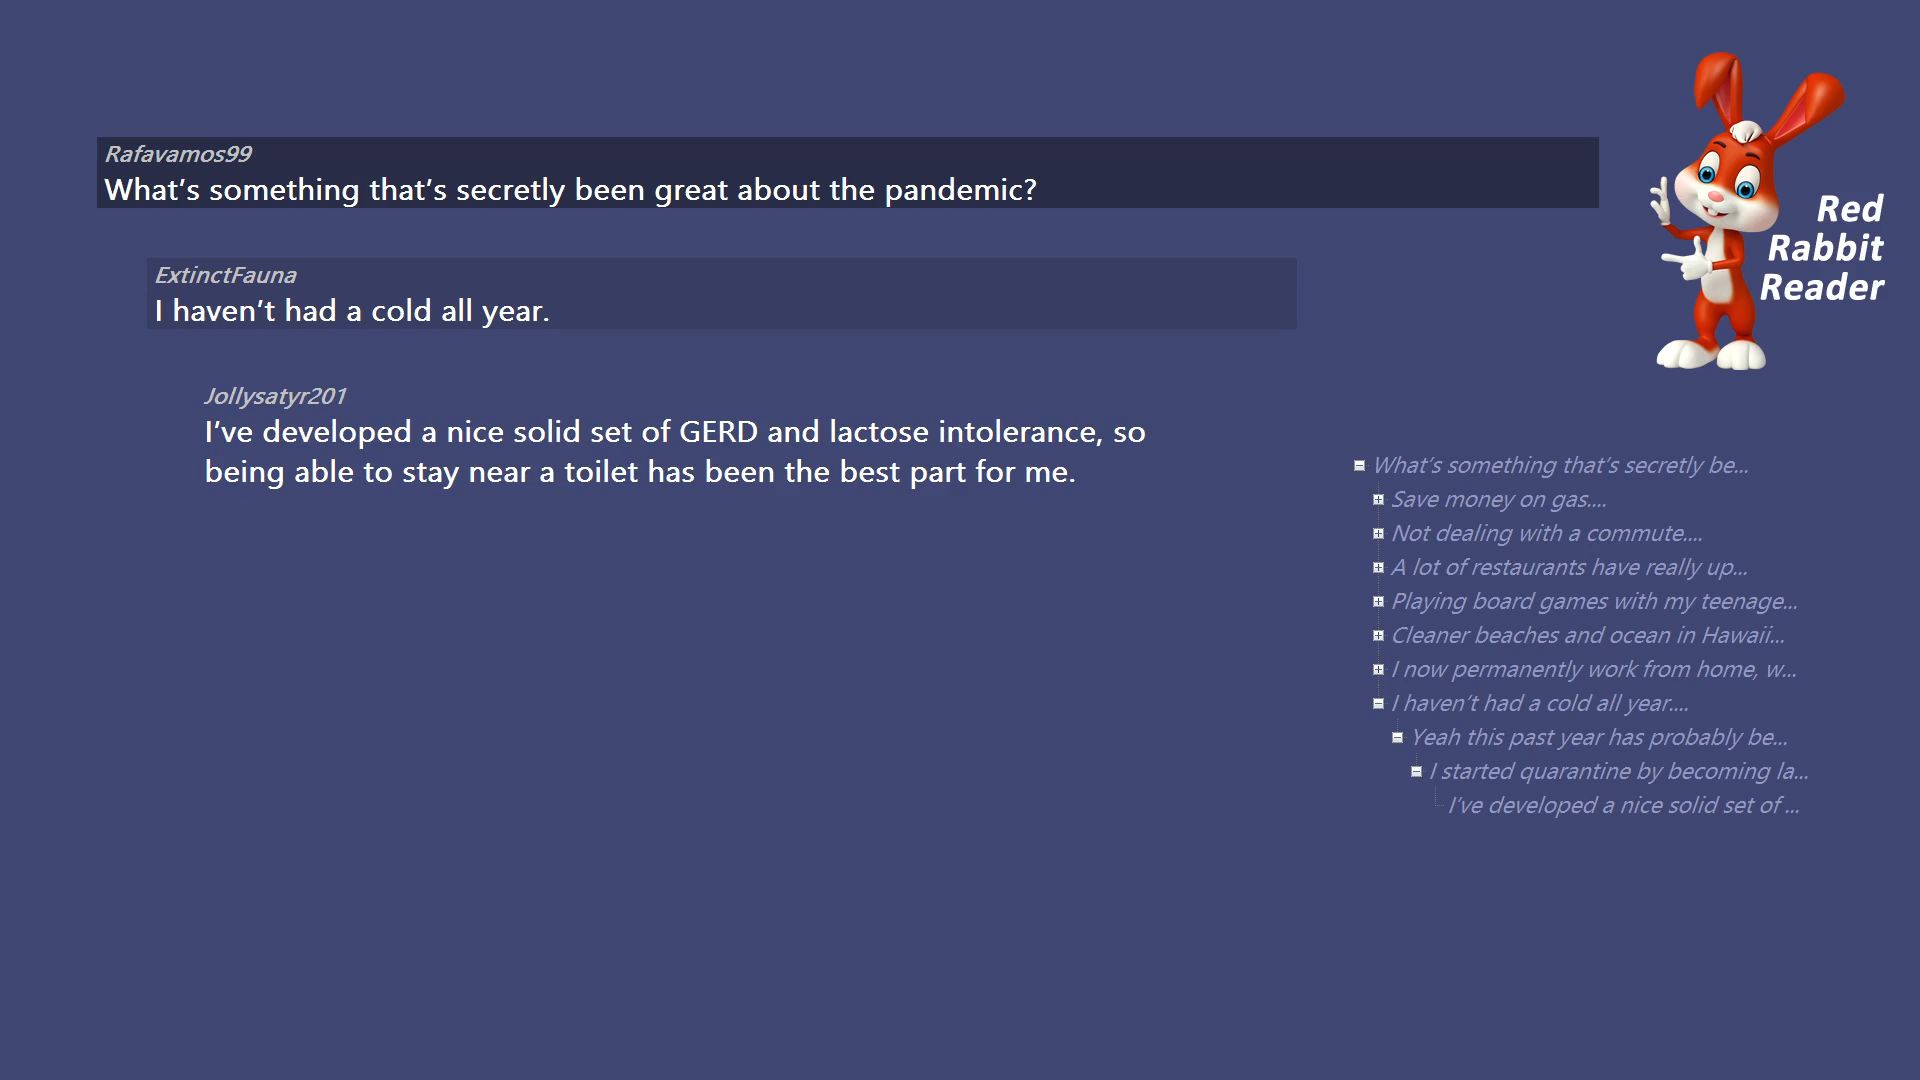 Rafavamos99
What’s something that’s secretly been great about the pandemic?
ExtinctFauna
I haven’t had a cold all year.
Jollysatyr201
I’ve developed a nice solid set of GERD and lactose intolerance, so
being able to stay near a toilet has been the best part for me.
Red
Rabbit
Reader
What’s something that’s secretly be...
Save money on gas....
Not dealing with a commute....
A lot of restaurants have really up...
Playing board games with my teenage...
Cleaner beaches and ocean in Hawaii...
I now permanently work from home, w...
I haven’t had a cold all year....
Yeah this past year has probably be...
I started quarantine by becoming la...
I’ve developed a nice solid set of ...